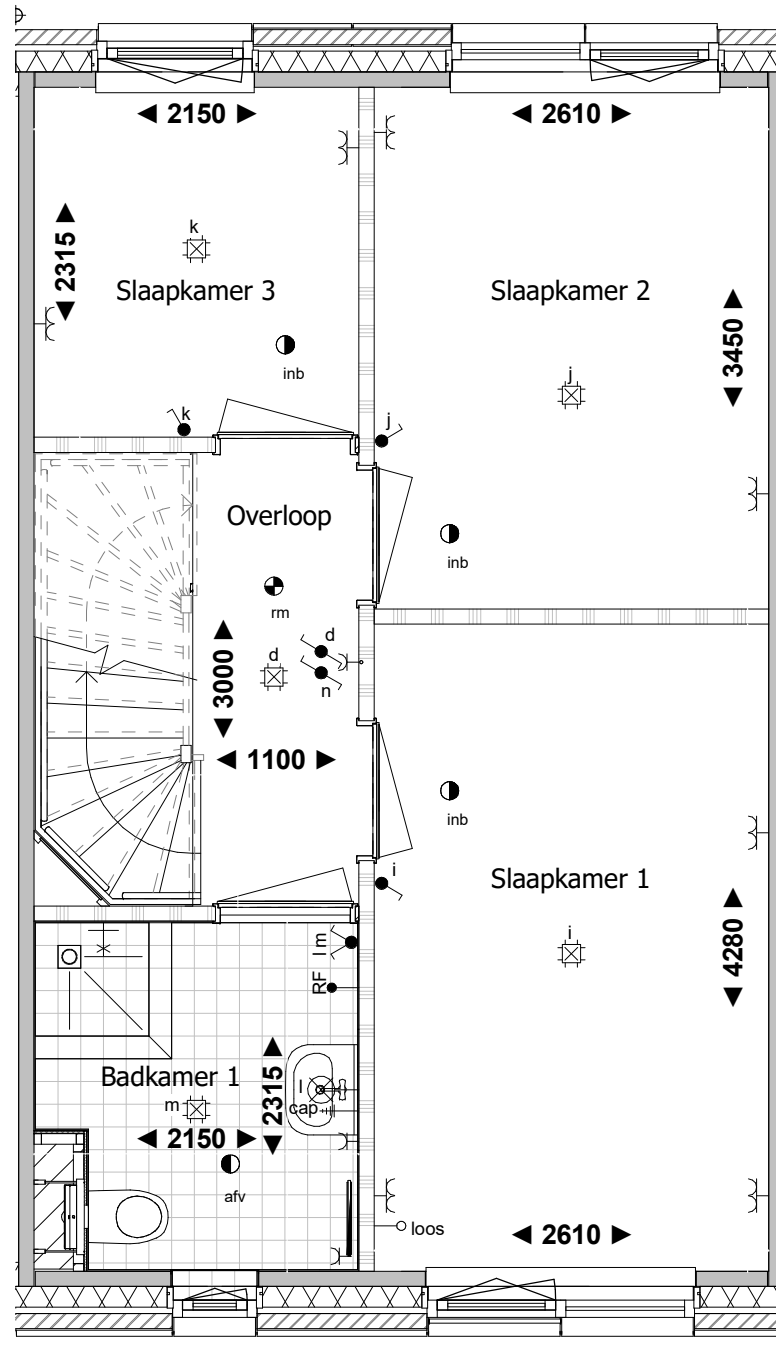 2150
2610
k
2315
Slaapkamer 3
Slaapkamer 2
3450
inb
j
k
j
Overloop
inb
rm
d
d
n
3000
1100
inb
i
Slaapkamer 1
i
4280
l m
RF
Badkamer 1
m
2315
l
cap
2150
afv
loos
2610